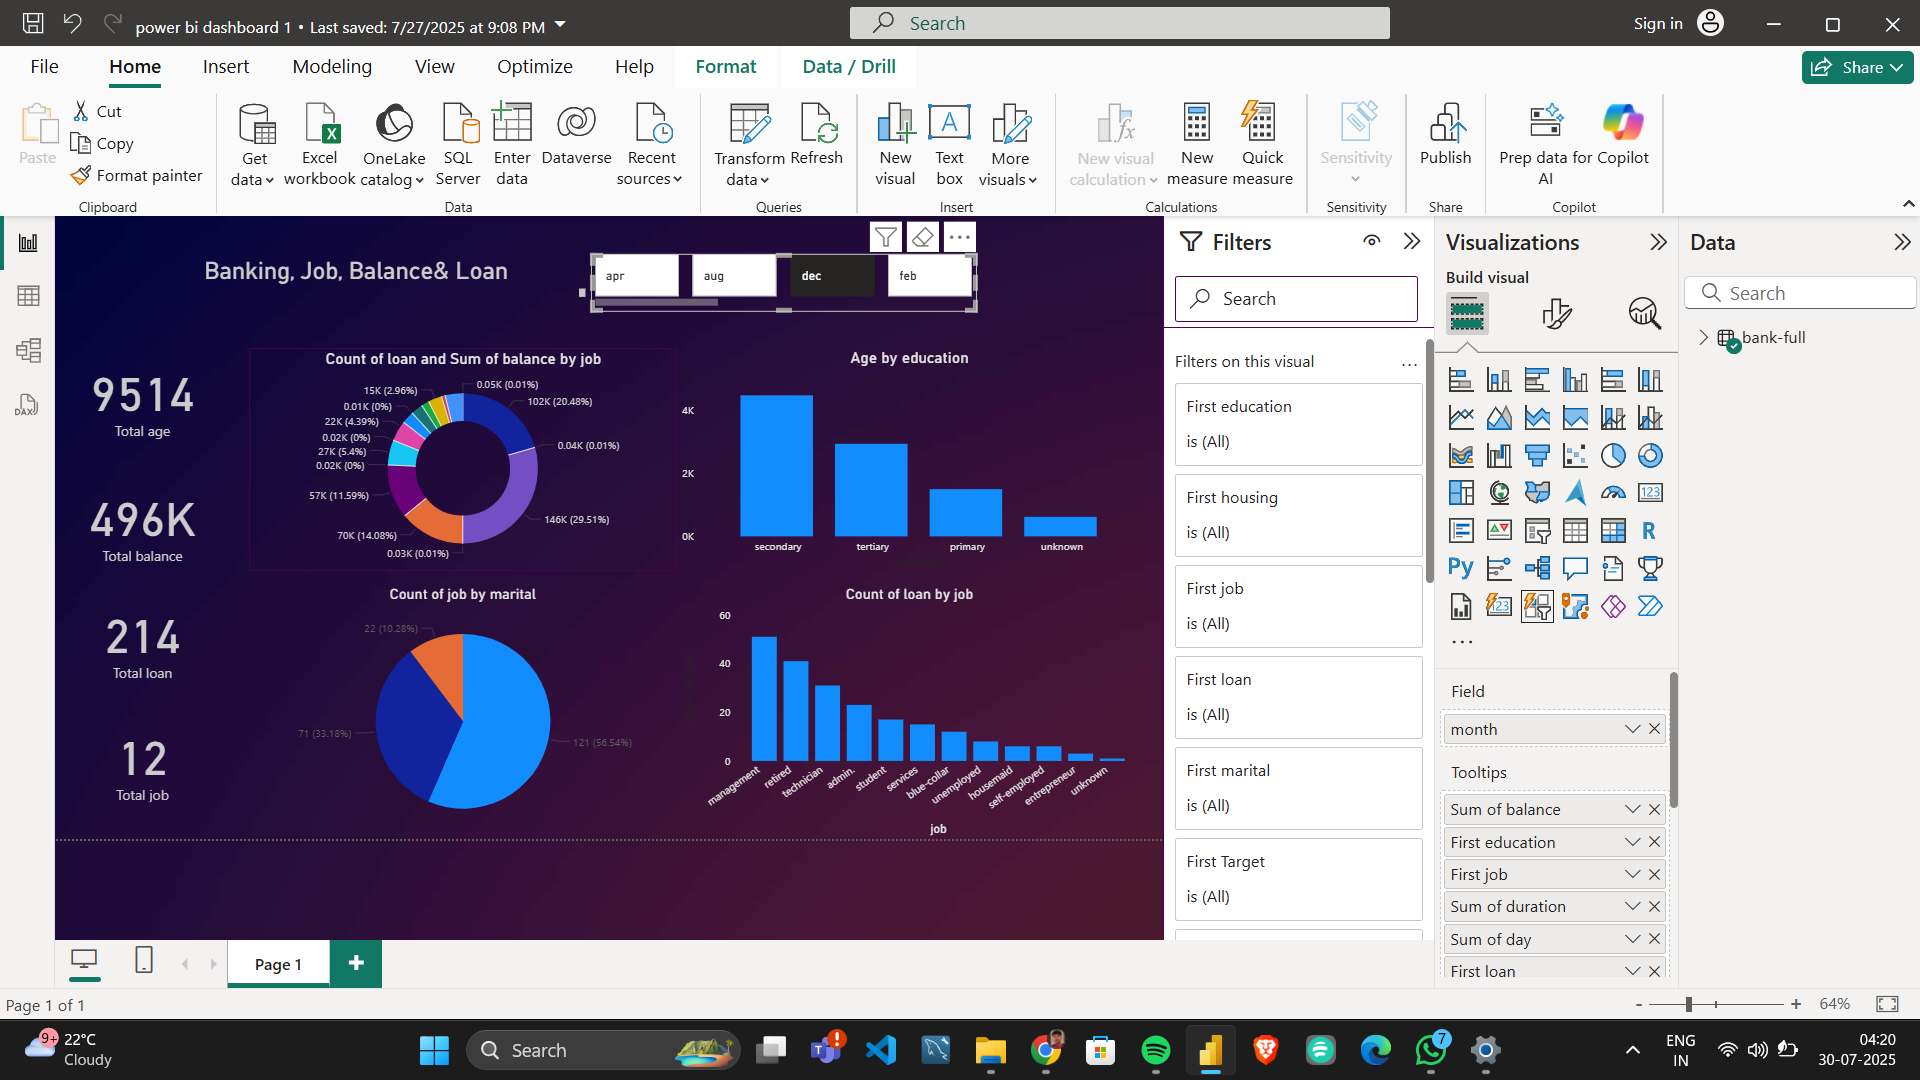 power bi dashboard 1 • Last saved: 7/27/2025 at 9:08 PM
Search
Sign in
File
Home
Insert
Modeling
View
Optimize
Help
Format
Data / Drill
Share
Paste
Cut
Copy
Format painter
Clipboard
Get
data
Excel
workbook
OneLake
catalog
SQL
Server
Enter
data
Dataverse
Recent
sources
Data
Transform
data
Refresh
Queries
New
visual
Text
box
More
visuals
Insert
New visual
calculation
New
measure
Quick
measure
Calculations
Sensitivity
Sensitivity
Publish
Share
Prep data for
AI
Copilot
Copilot
Banking, Job, Balance& Loan
apr
aug
dec
feb
9514
Total age
496K
Total balance
214
Total loan
12
Total job
Count of loan and Sum of balance by job
0.05K (0.01%)
15K (2.96%)
102K (20.48%)
0.01K (0%)
22K (4.39%)
0.02K (0%)
0.04K (0.01%)
27K (5.4%)
0.02K (0%)
57K (11.59%)
146K (29.51%)
70K (14.08%)
0.03K (0.01%)
Age by education
4K
2K
0K
secondary
tertiary
primary
unknown
Count of job by marital
22 (10.28%)
71 (33.18%)
121 (56.54%)
Count of loan by job
60
40
20
0
management
retired
technician
admin.
student
services
blue-collar
unemployed
housemaid
self-employed
entrepreneur
unknown
job
Filters
Search
Filters on this visual
First education
is (All)
First housing
is (All)
First job
is (All)
First loan
is (All)
First marital
is (All)
First Target
is (All)
Visualizations
Build visual
123
R
Py
123
Field
month
Tooltips
Sum of balance
First education
First job
Sum of duration
Sum of day
First loan
Data
Search
bank-full
DAX
Page 1
Page 1 of 1
64%
9+
22°C
Cloudy
Search
7
ENG
IN
04:20
30-07-2025